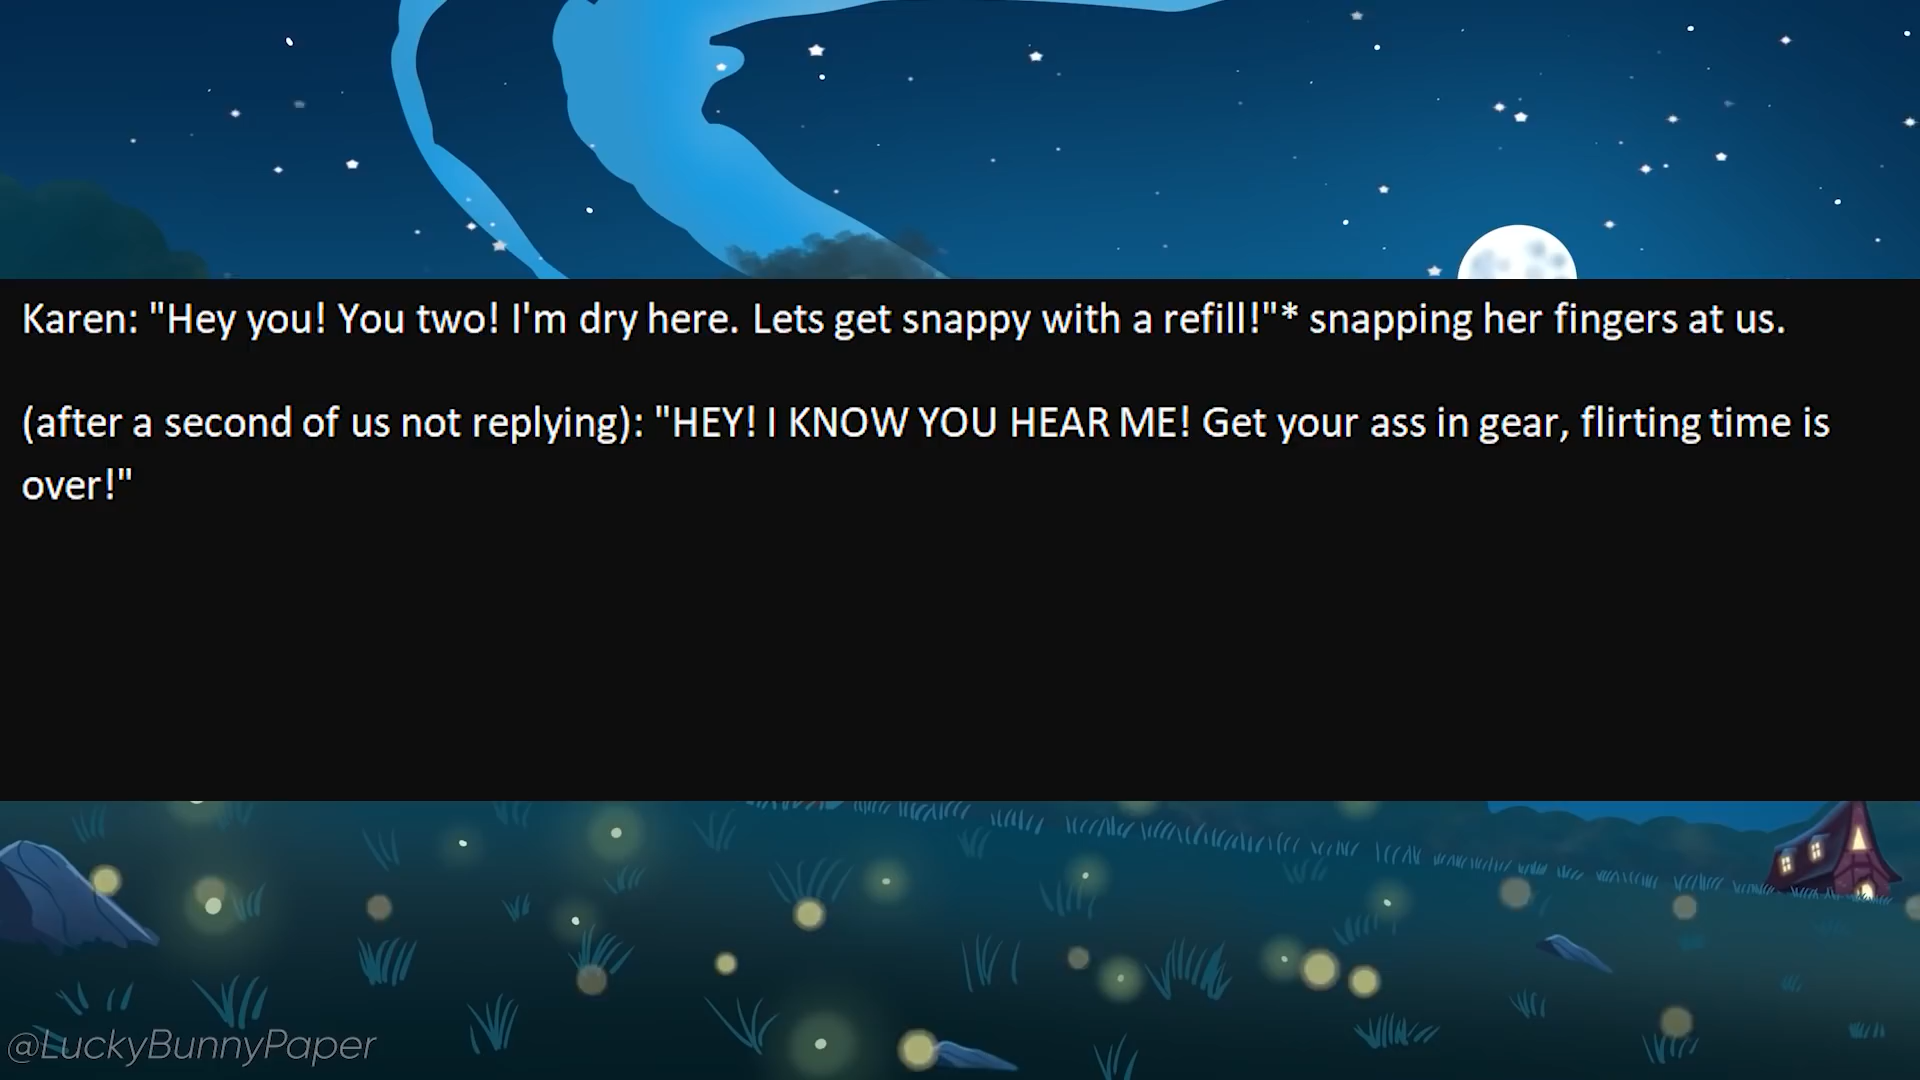 Karen: "Hey you! You two! I'm dry here. Lets get snappy with a refill!"* snapping her fingers at us.
(after a second of us not replying): "HEY! I KNOW YOU HEAR ME! Get your ass in gear, flirting time is
over!"
@LuckyBunnyPaper